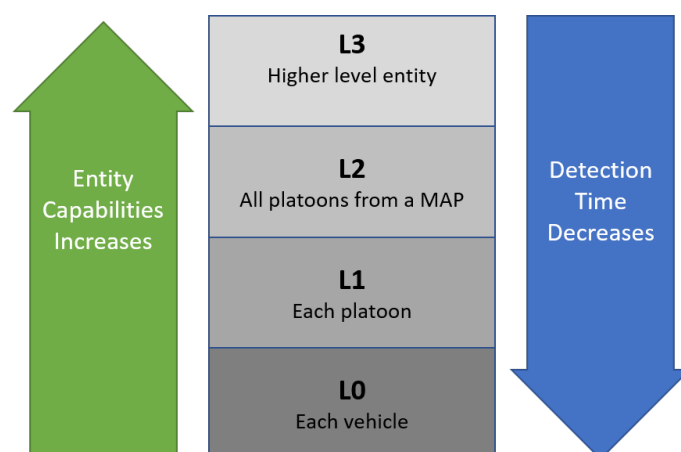 Entity
Capabilities
Increases
L3
Higher level entity
L2
All platoons from a MAP
L1
Each platoon
L0
Each vehicle
Detection
Time
Decreases